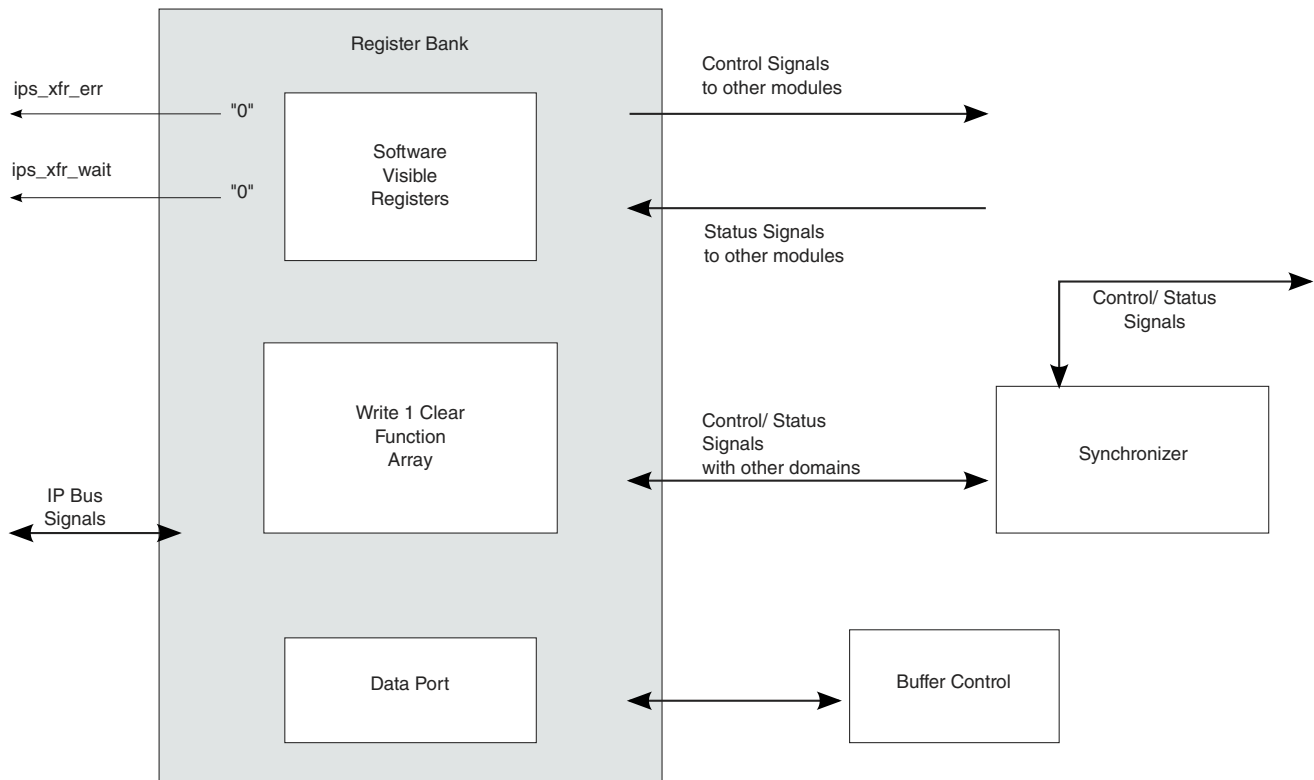 Register Bank
ips_xfr_err
"0"
ips_xfr_wait
"0"
Software
Visible
Registers
Control Signals
to other modules
Status Signals
to other modules
Control/ Status
Signals
Write 1 Clear
Function
Array
Control/ Status
Signals
with other domains
Synchronizer
IP Bus
Signals
Data Port
Buffer Control